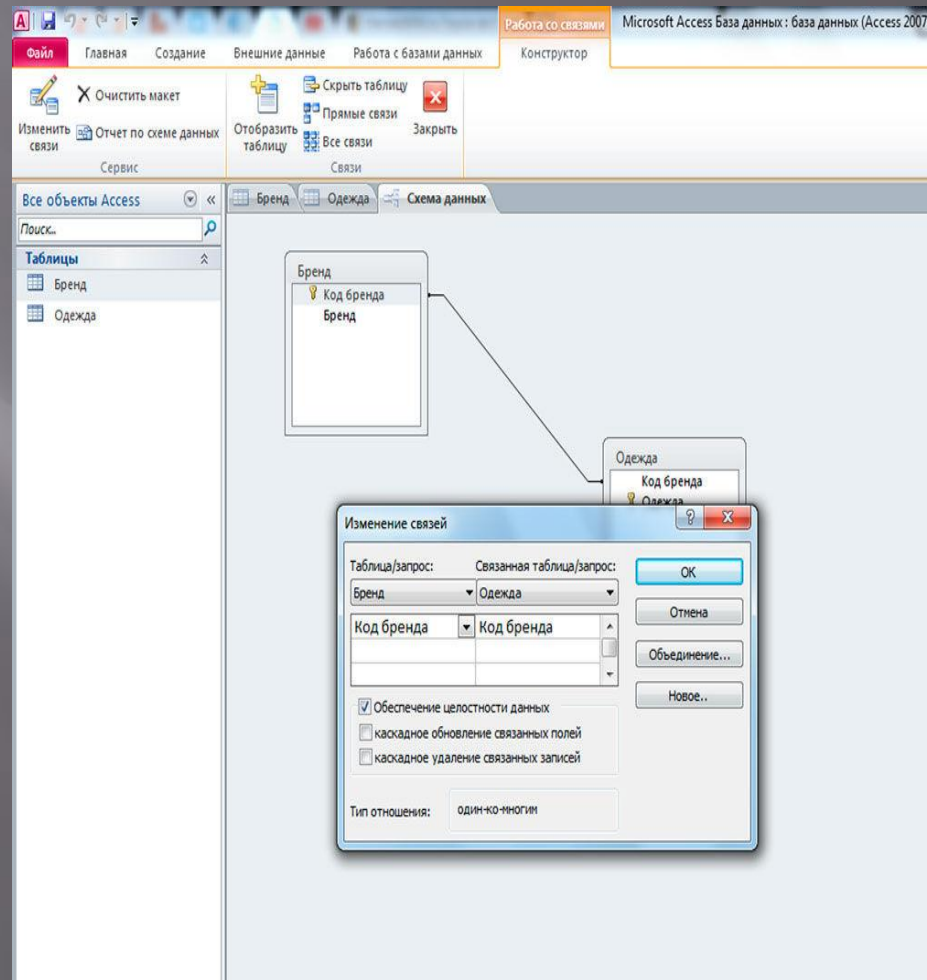 A
Работа со связями
Microsoft Access База данных : база данных (Access 2007
Файл Главная Создание Внешние данные Работа с базами данных Конструктор
Изменить связи
Очистить макет
Отчет по схеме данных
Сервис
Отобразить таблицу
Скрыть таблицу
Прямые связи
Все связи
Закрыть
Связи
Все объекты Access
Поиск...
Таблицы
Бренд
Одежда
Бренд Одежда Схема данных
Бренд
Код бренда
Бренд
Одежда
Код бренда
Одежда
Изменение связей
Таблица/запрос: Связанная таблица/запрос:
Бренд Одежда
Код бренда Код бренда
Обеспечение целостности данных
каскадное обновление связанных полей
каскадное удаление связанных записей
Тип отношения: один-ко-многим
ОК
Отмена
Объединение...
Новое..